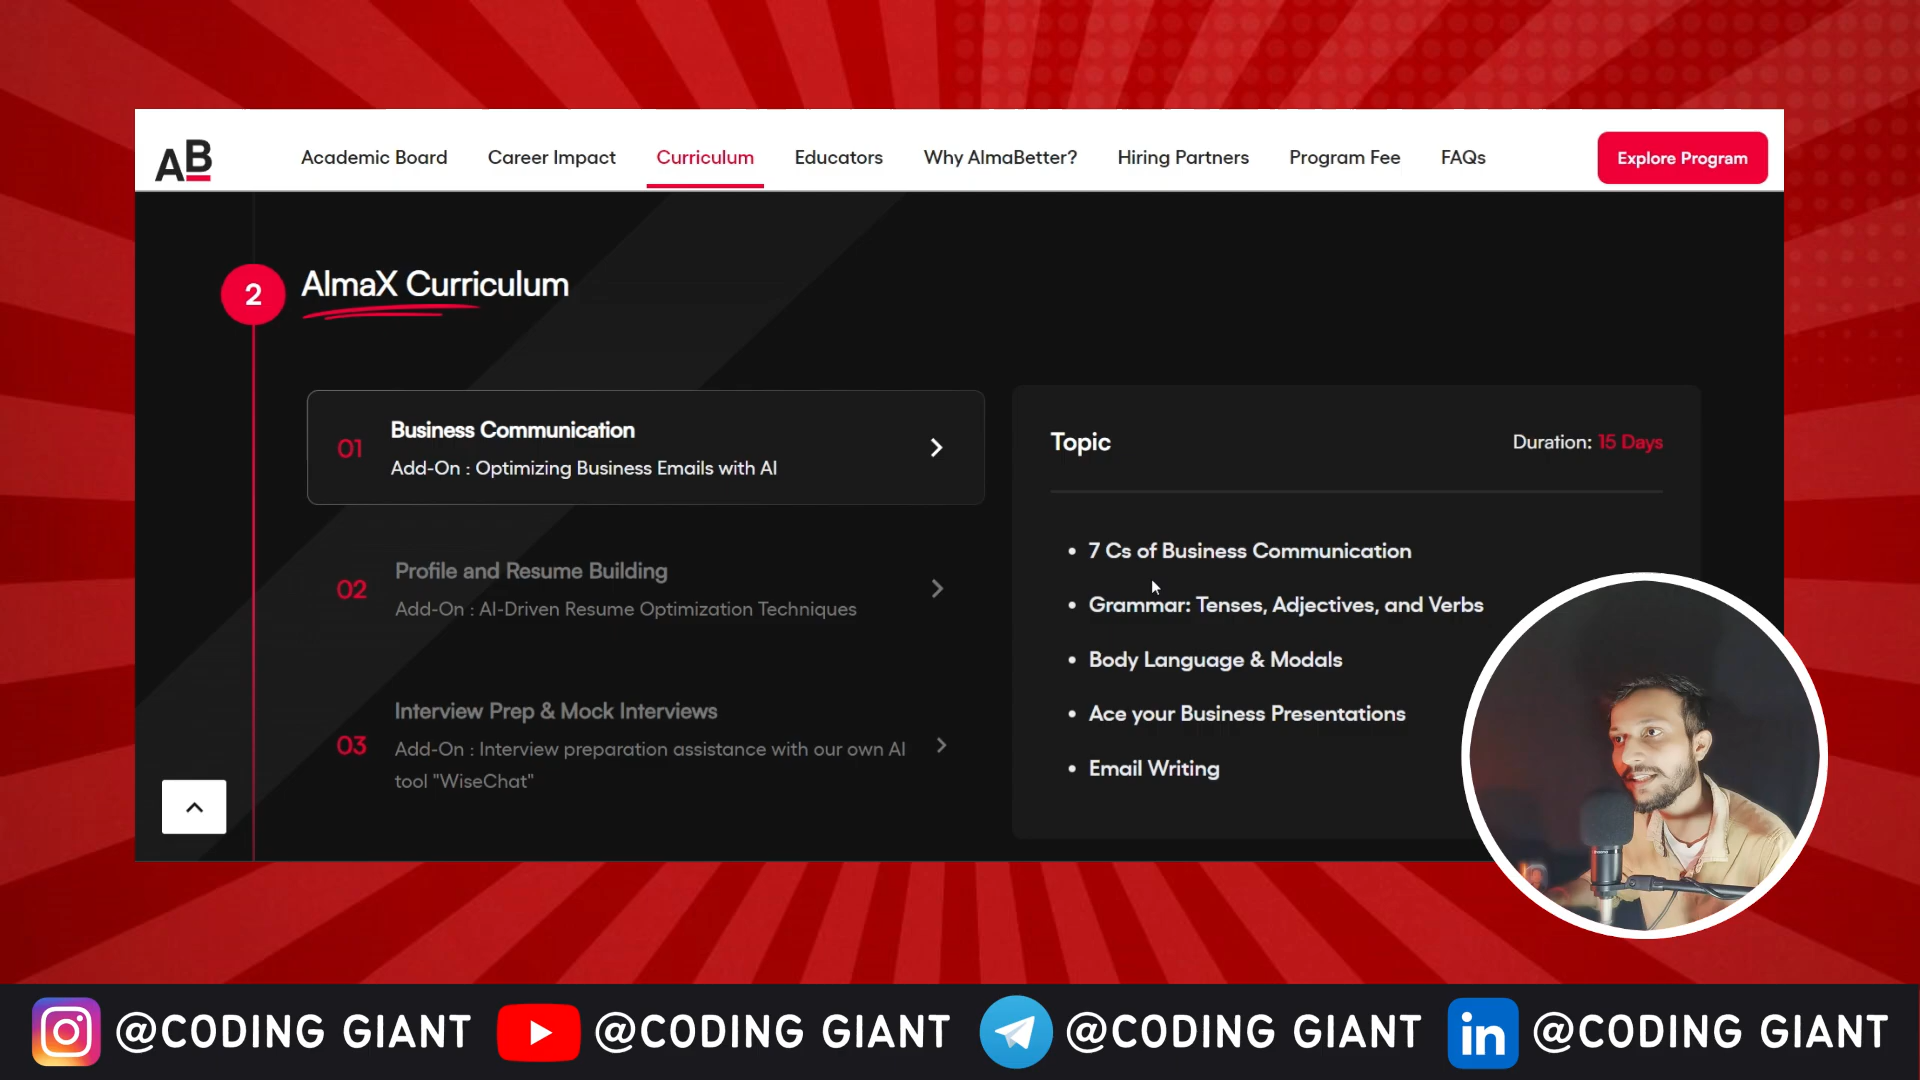 AB
Academic Board
Career Impact
Curriculum
Educators
Why AlmaBetter?
Hiring Partners
Program Fee
FAQs
Explore Program
2
AlmaX Curriculum
01
Business Communication
Add-On : Optimizing Business Emails with AI
02
Profile and Resume Building
Add-On : AI-Driven Resume Optimization Techniques
03
Interview Prep & Mock Interviews
Add-On : Interview preparation assistance with our own AI
tool "WiseChat"
Topic
Duration: 15 Days
• 7 Cs of Business Communication
• Grammar: Tenses, Adjectives, and Verbs
• Body Language & Modals
• Ace your Business Presentations
• Email Writing
@CODING GIANT
@CODING GIANT
@CODING GIANT
in
@CODING GIANT